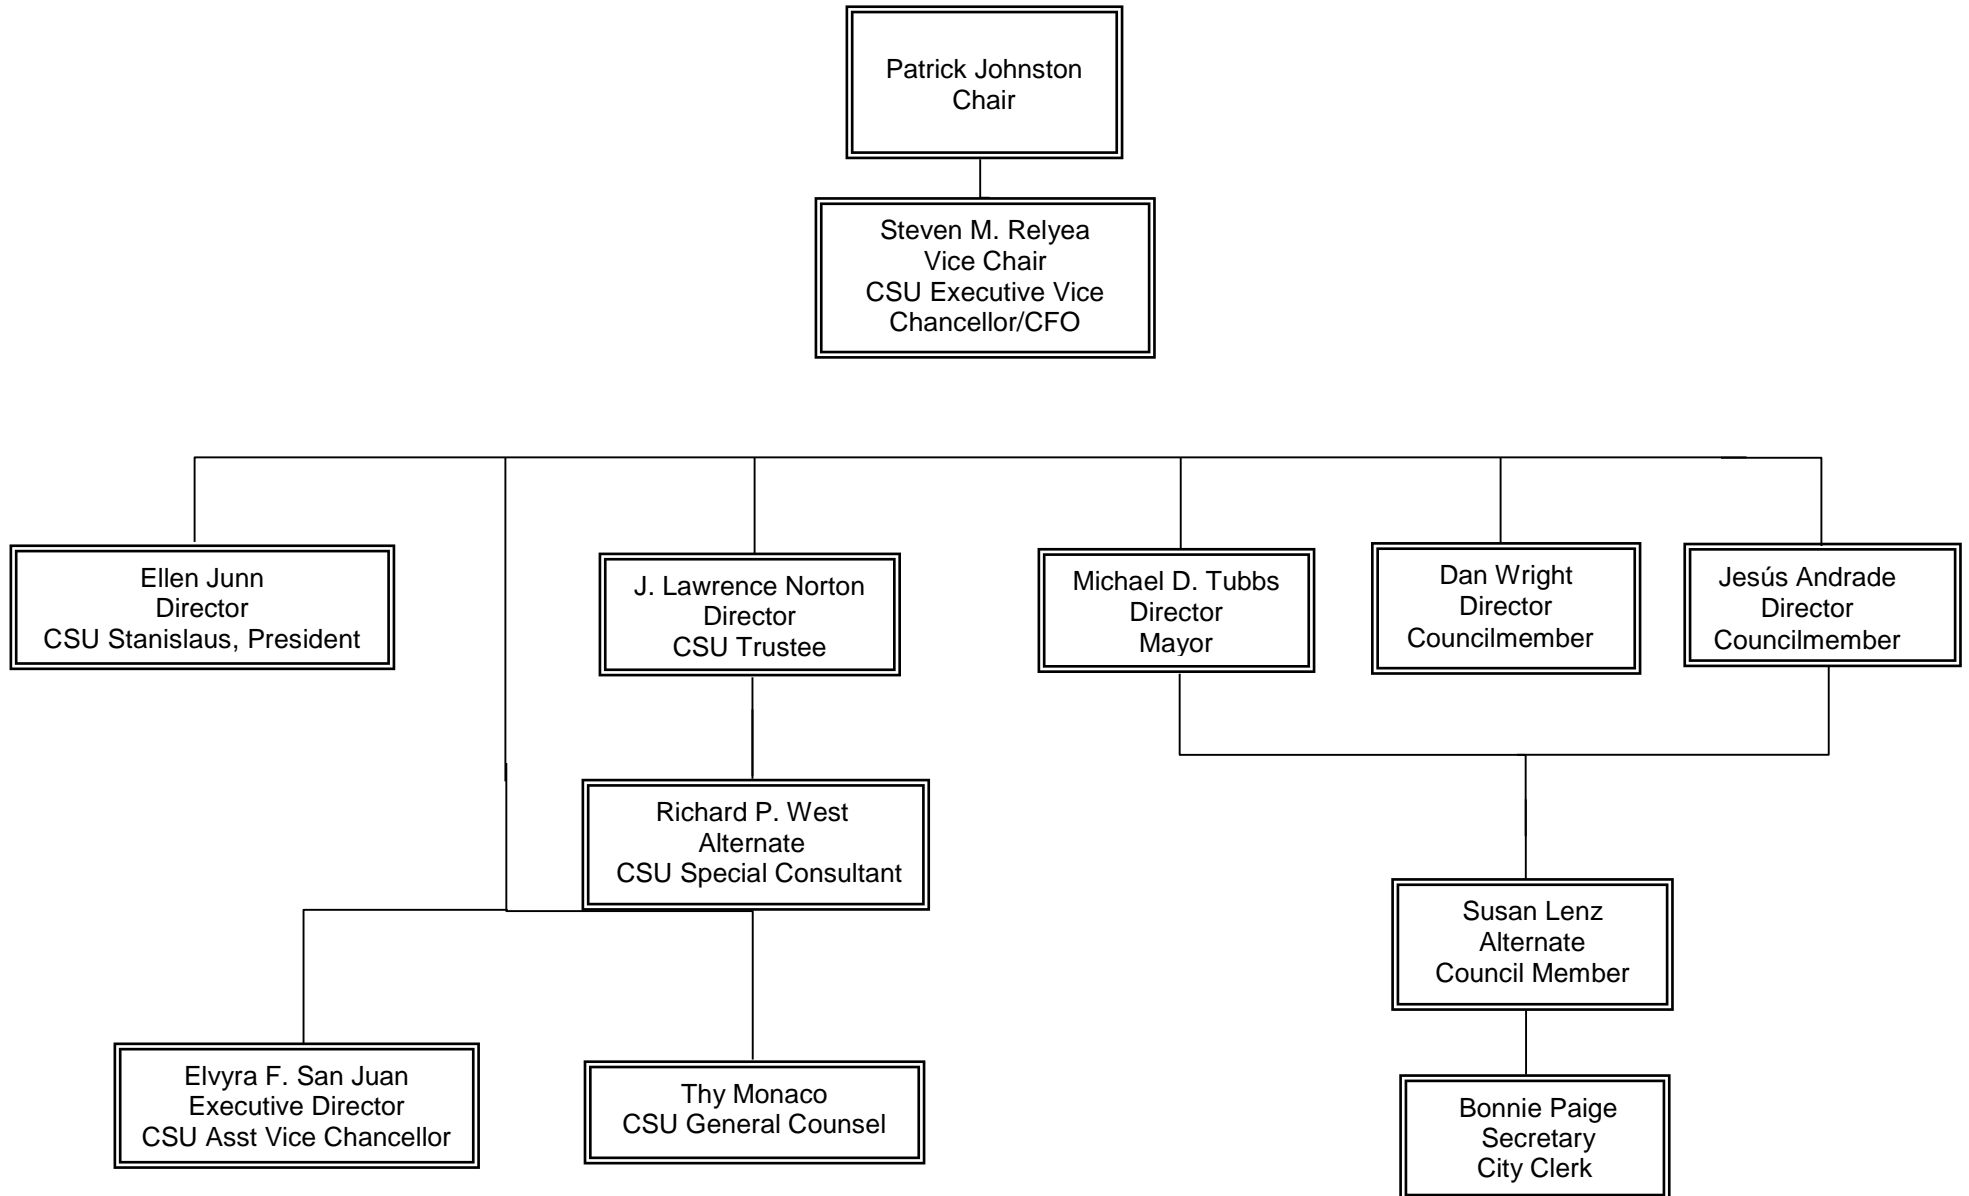 Patrick Johnston
Chair
Steven M. Relyea
Vice Chair
CSU Executive Vice
Chancellor/CFO
Ellen Junn
Director
CSU Stanislaus, President
J. Lawrence Norton
Director
CSU Trustee
Michael D. Tubbs
Director
Mayor
Dan Wright
Director
Councilmember
Jesús Andrade
Director
Councilmember
Richard P. West
Alternate
CSU Special Consultant
Susan Lenz
Alternate
Council Member
Elvyra F. San Juan
Executive Director
CSU Asst Vice Chancellor
Thy Monaco
CSU General Counsel
Bonnie Paige
Secretary
City Clerk